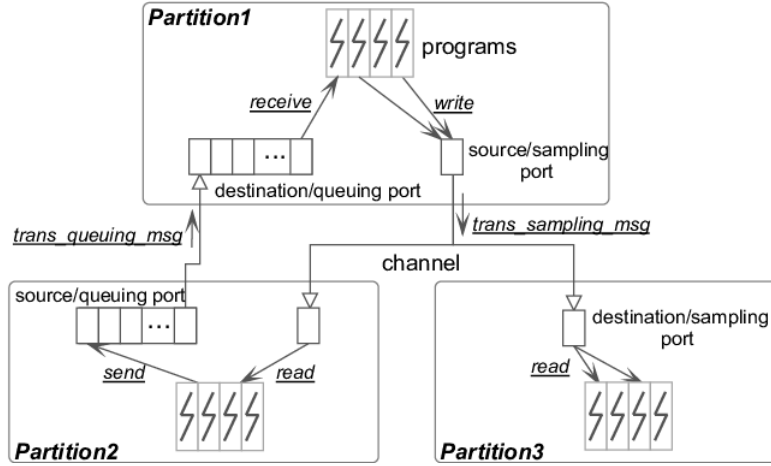 Partition1
programs
receive
write
source/sampling
port
destination/queuing port
trans_queuing_msg
trans_sampling_msg
channel
source/queuing port
destination/sampling
port
send
read
read
Partition2
Partition3